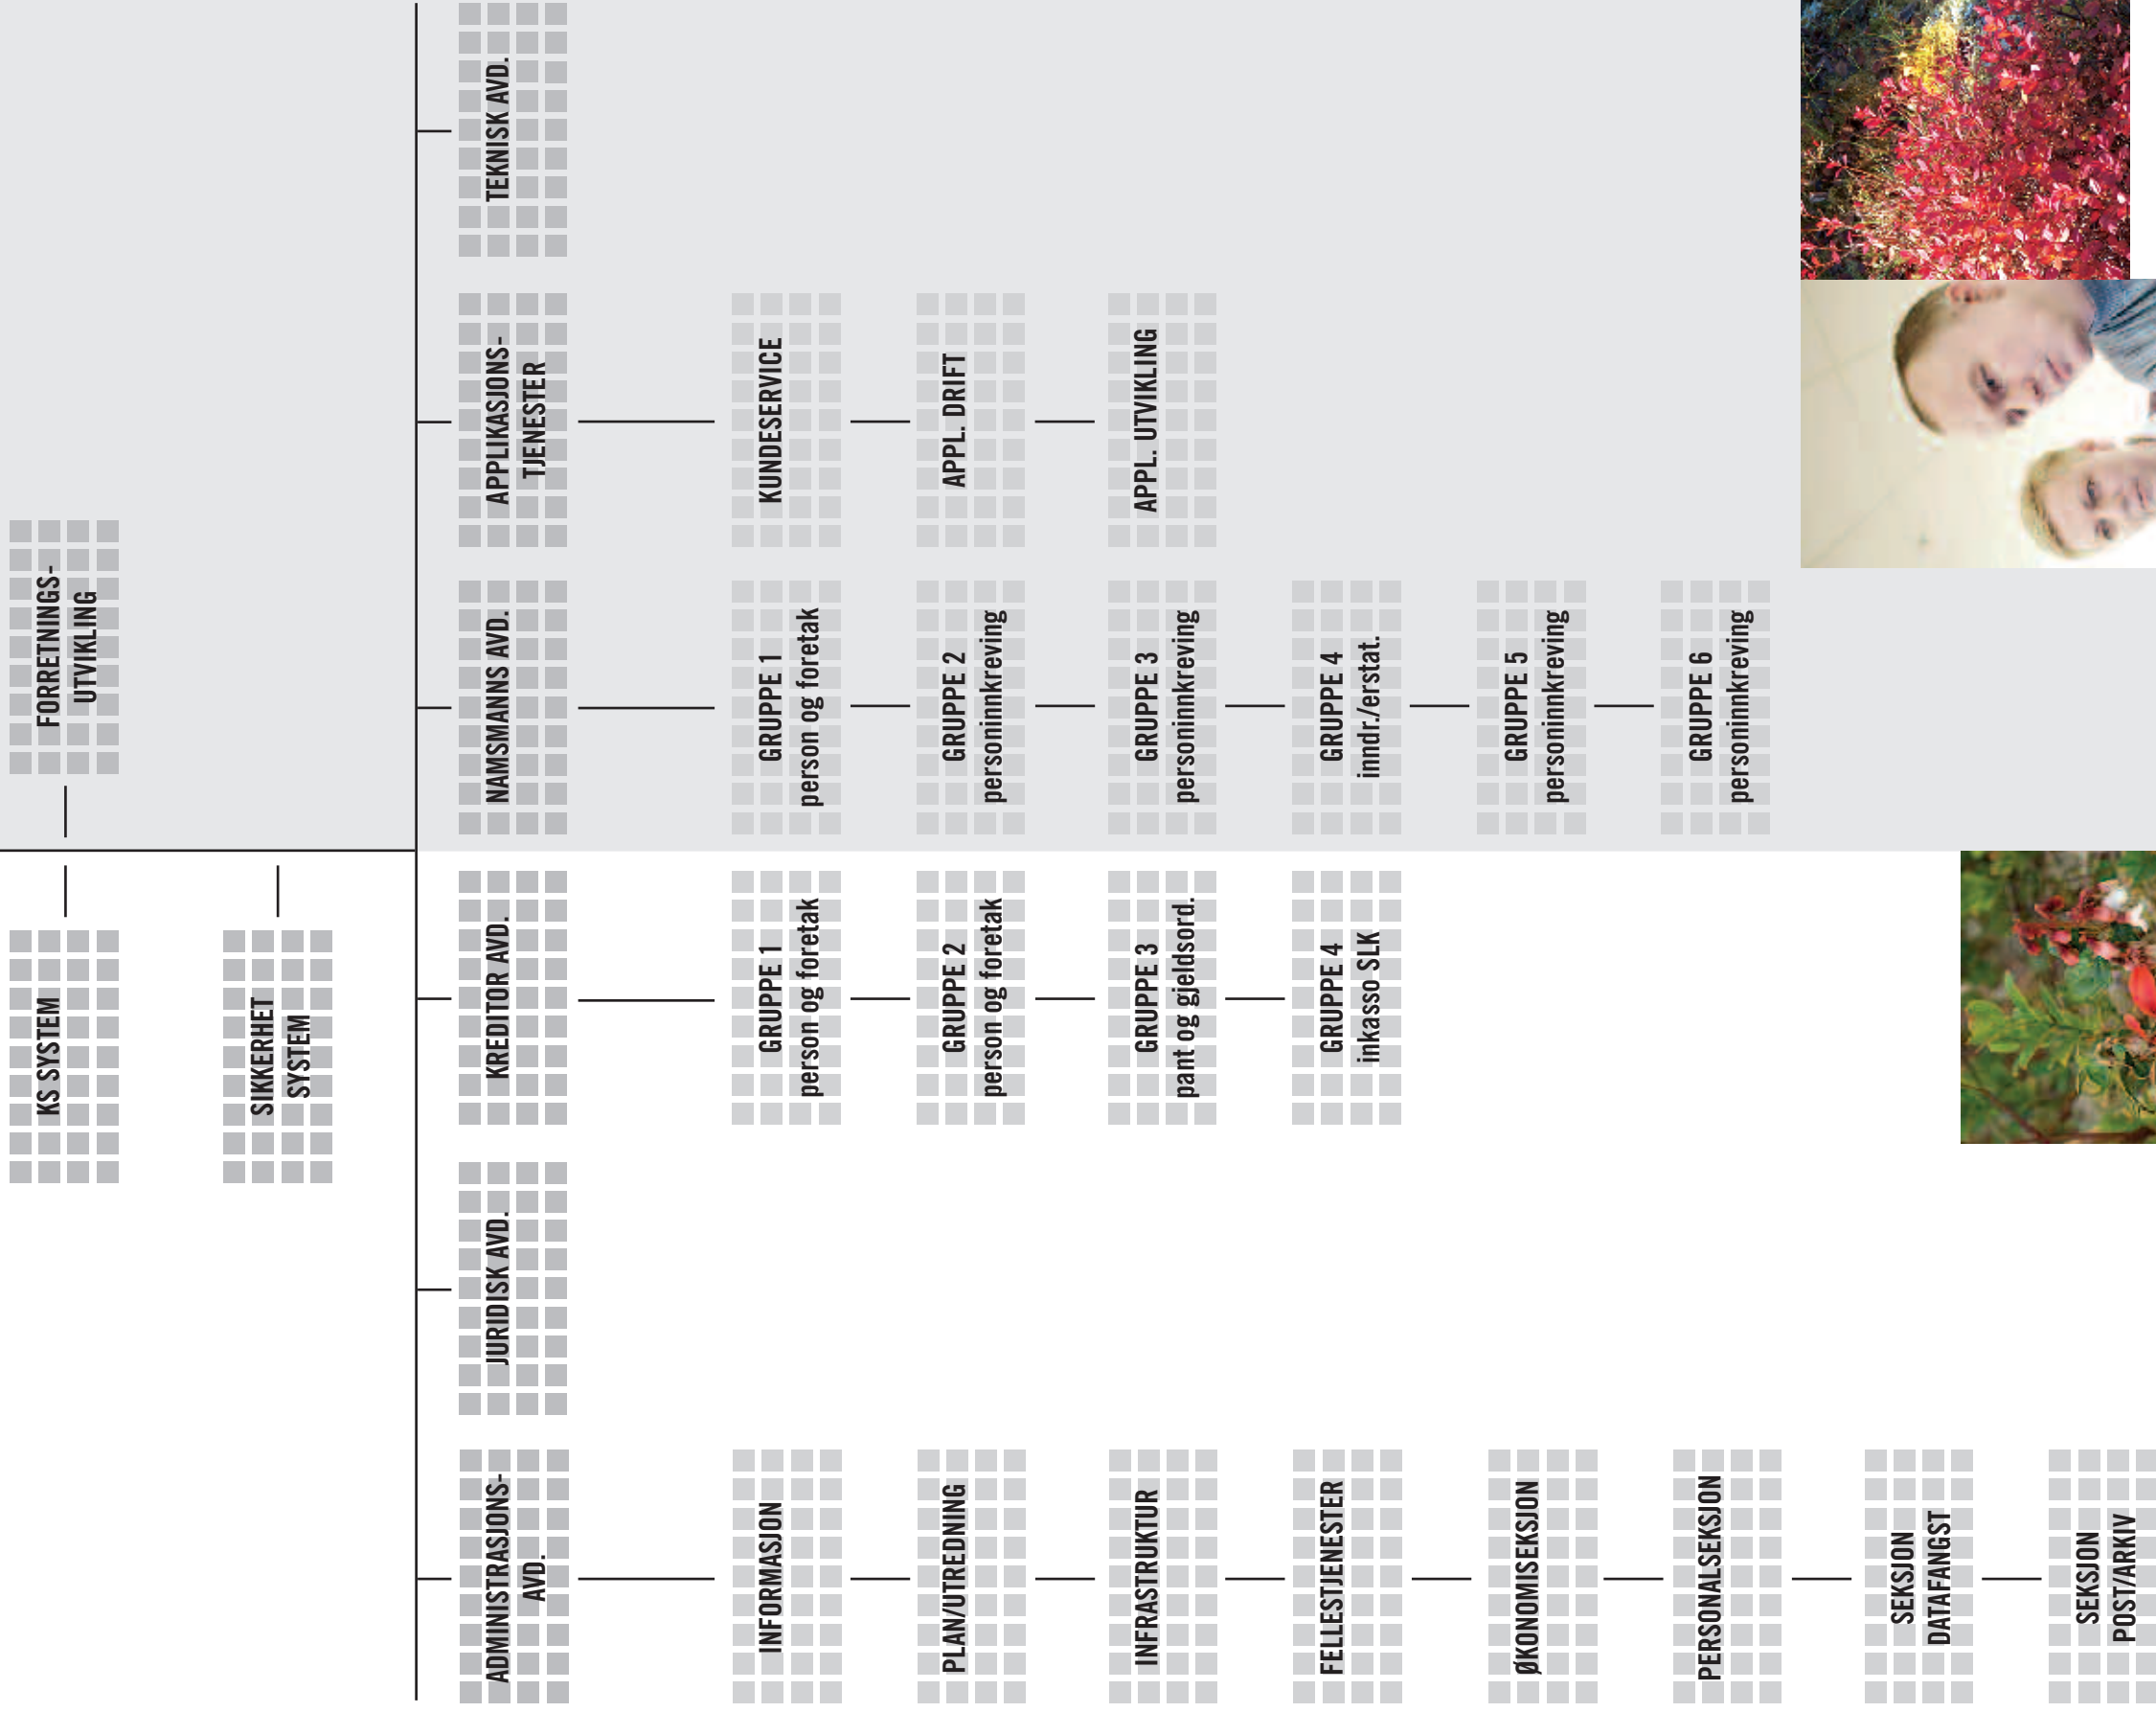 KS SYSTEM
FORRETNINGS-
UTVIKLING
SIKKERHET
SYSTEM
ADMINISTRASJONS-
AVD.
JURIDISK AVD.
KREDITOR AVD.
NAMSMANNS AVD.
APPLIKASJONS-
TJENESTER
TEKNISK AVD.
INFORMASJON
PLAN/UTREDNING
INFRASTRUKTUR
FELLESTJENESTER
ØKONOMISEKSJON
PERSONALSEKSJON
SEKSJON
DATAFANGST
SEKSJON
POST/ARKIV
GRUPPE 1
person og foretak
GRUPPE 2
person og foretak
GRUPPE 3
pant og gjeldsord.
GRUPPE 4
inkasso SLK
GRUPPE 1
person og foretak
GRUPPE 2
personinnkreving
GRUPPE 3
personinnkreving
GRUPPE 4
inndr./erstat.
GRUPPE 5
personinnkreving
GRUPPE 6
personinnkreving
KUNDESERVICE
APPL. DRIFT
APPL. UTVIKLING